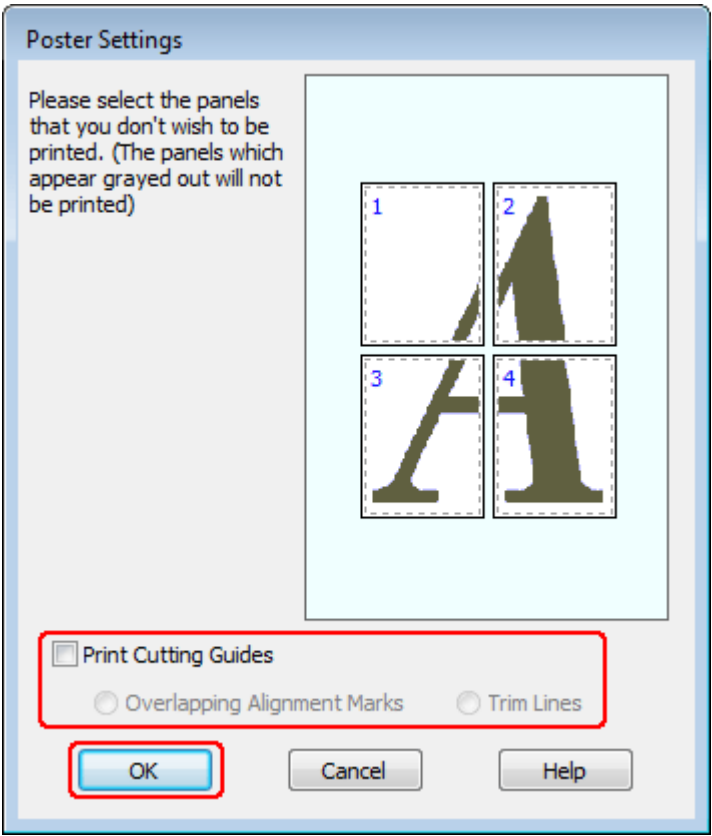 Poster Settings
Please select the panels
that you don't wish to be
printed. (The panels which
appear grayed out will not
be printed)
1
2
3
4
Print Cutting Guides
Overlapping Alignment Marks
Trim Lines
OK
Cancel
Help